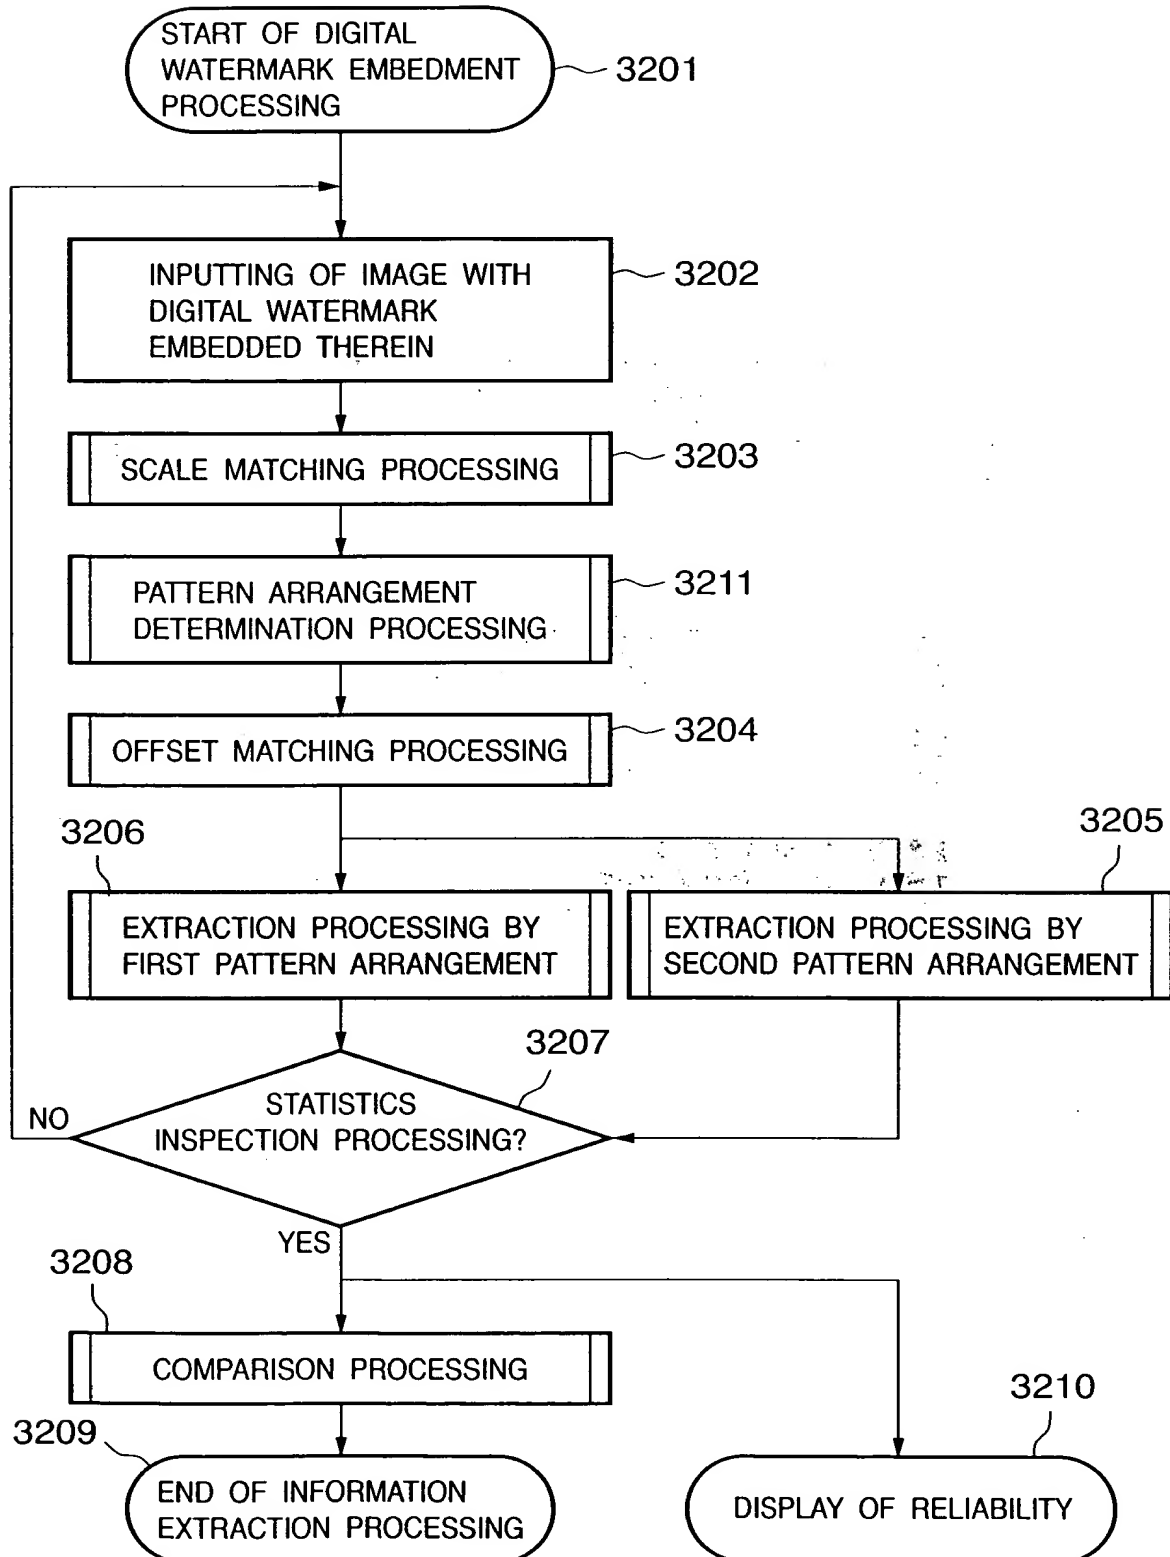 START OF DIGITAL
WATERMARK EMBEDMENT
PROCESSING
3201
INPUTTING OF IMAGE WITH
DIGITAL WATERMARK
EMBEDDED THEREIN
3202
SCALE MATCHING PROCESSING
3203
PATTERN ARRANGEMENT
DETERMINATION PROCESSING
3211
OFFSET MATCHING PROCESSING
3204
3206
3205
EXTRACTION PROCESSING BY
FIRST PATTERN ARRANGEMENT
EXTRACTION PROCESSING BY
SECOND PATTERN ARRANGEMENT
3207
STATISTICS
INSPECTION PROCESSING?
NO
YES
3208
COMPARISON PROCESSING
3209
3210
END OF INFORMATION
EXTRACTION PROCESSING
DISPLAY OF RELIABILITY